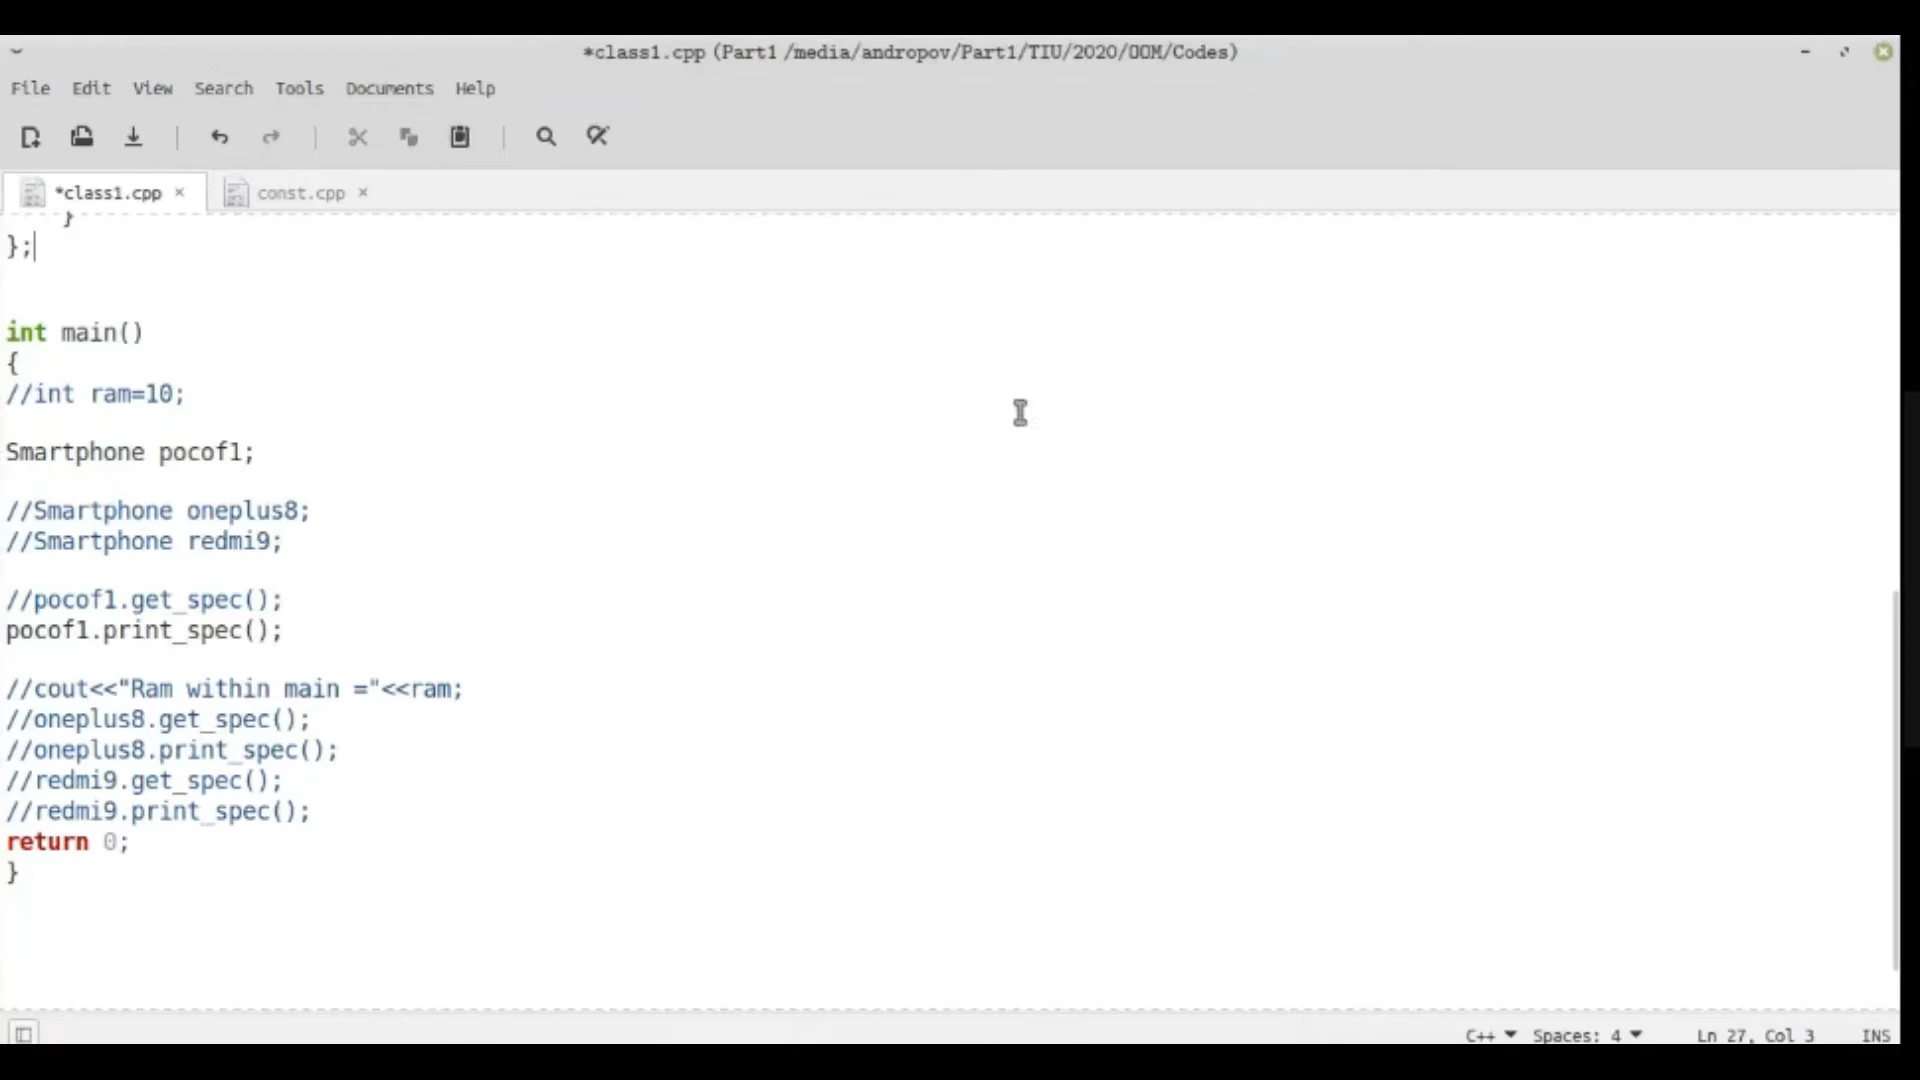 *class1.cpp (Part1 /media/andropov/Part1/TIU/2020/OOM/Codes)
File Edit View Search Tools Documents Help
*class1.cpp × const.cpp ×
}
};
int main()
{
//int ram=10;
Smartphone pocof1;
//Smartphone oneplus8;
//Smartphone redmi9;
//pocof1.get_spec();
pocof1.print_spec();
//cout<<"Ram within main ="<<ram;
//oneplus8.get_spec();
//oneplus8.print_spec();
//redmi9.get_spec();
//redmi9.print_spec();
return 0;
}
C++ Spaces: 4 Ln 27, Col 3 INS